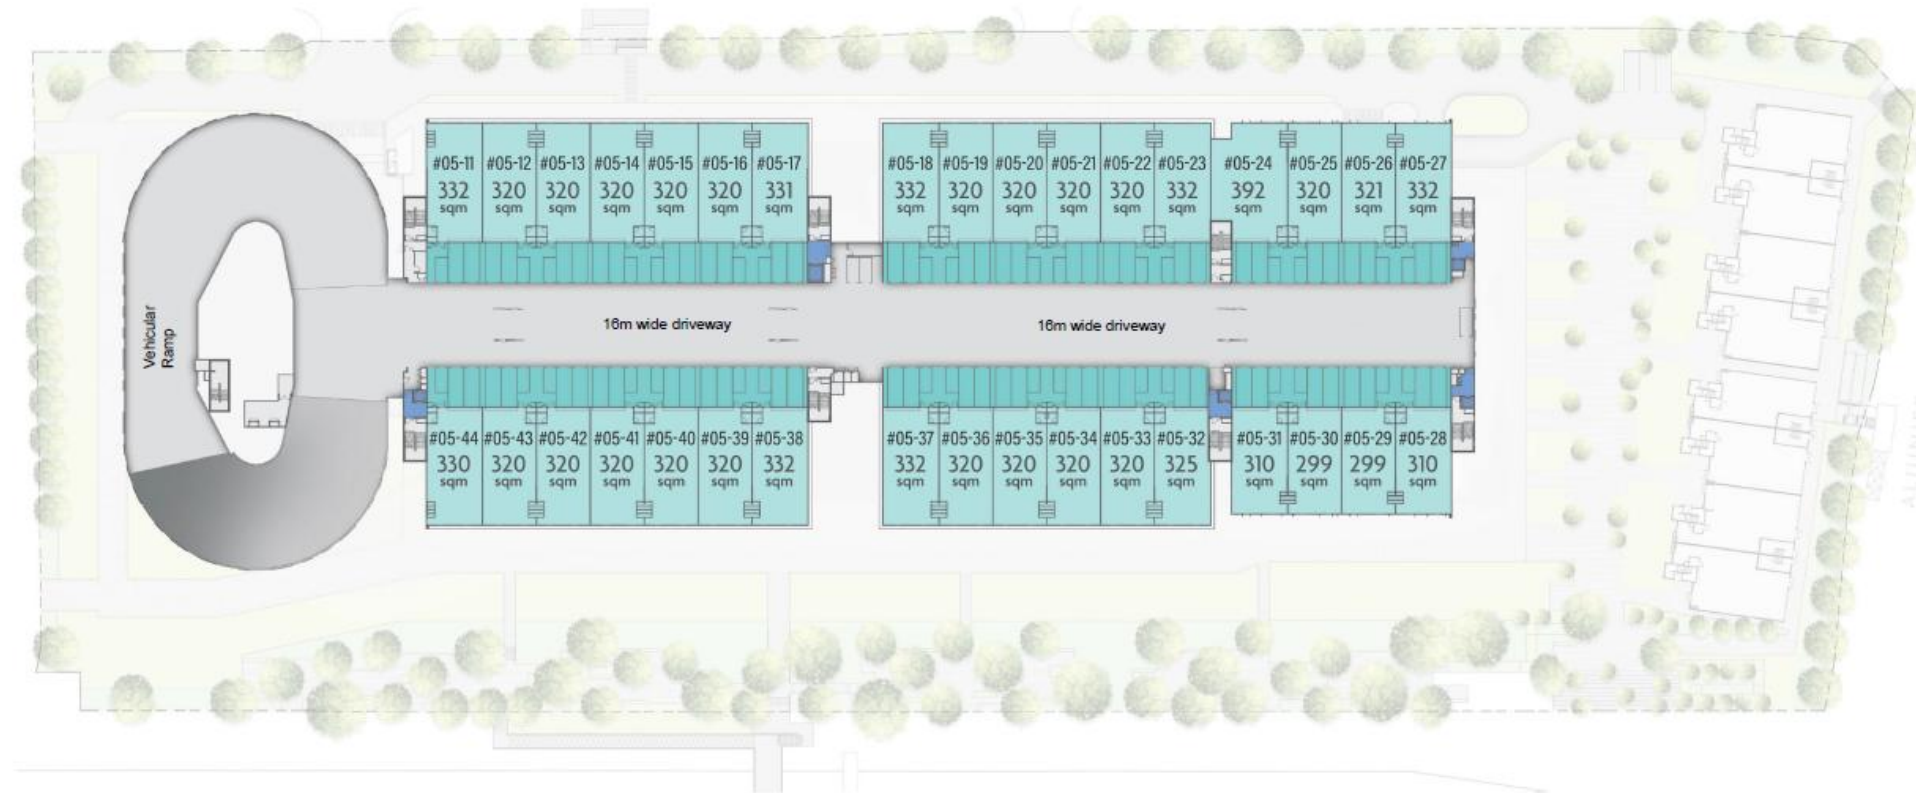 #05-11 #05-12 #05-13 #05-14 #05-15 #05-16 #05-17 #05-18 #05-19 #05-20 #05-21 #05-22 #05-23 #05-24 #05-25 #05-26 #05-27
332 320 320 320 320 320 331 332 320 320 320 320 332 392 320 321 332
sqm sqm sqm sqm sqm sqm sqm sqm sqm sqm sqm sqm sqm sqm sqm sqm sqm
Vehicular
Ramp
16m wide driveway 16m wide driveway
#05-44 #05-43 #05-42 #05-41 #05-40 #05-39 #05-38 #05-37 #05-36 #05-35 #05-34 #05-33 #05-32 #05-31 #05-30 #05-29 #05-28
330 320 320 320 320 320 332 332 320 320 320 320 325 310 299 299 310
sqm sqm sqm sqm sqm sqm sqm sqm sqm sqm sqm sqm sqm sqm sqm sqm sqm